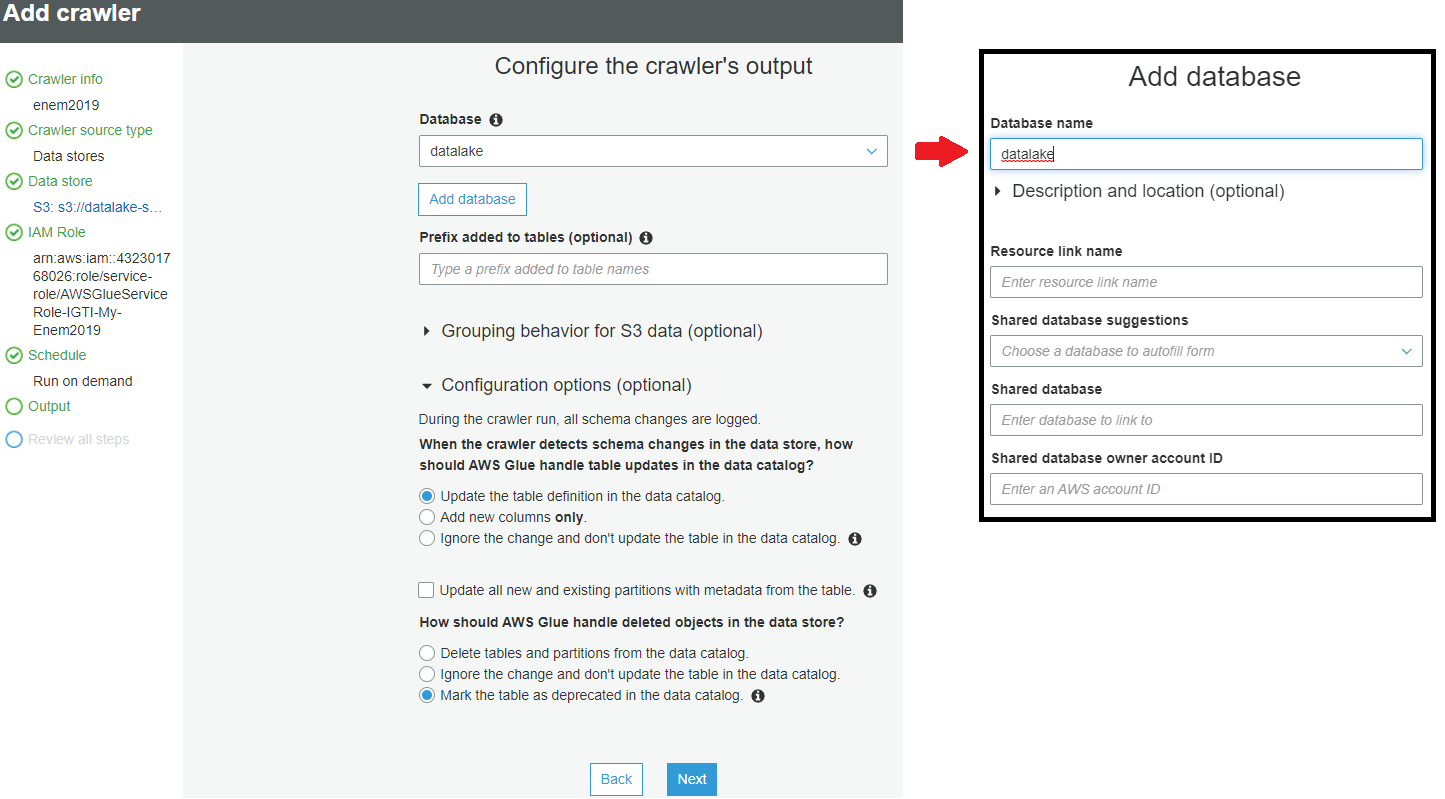 Add crawler
Crawler info
enem2019
Crawler source type
Data stores
Data store
S3: s3://datalake-s...
IAM Role
arn:aws:iam::4323017
68026:role/service-
role/AWSGlueService
Role-IGTI-My-
Enem2019
Schedule
Run on demand
Output
Review all steps
Configure the crawler's output
Database
datalake
Add database
Prefix added to tables (optional)
Type a prefix added to table names
Grouping behavior for S3 data (optional)
Configuration options (optional)
During the crawler run, all schema changes are logged.
When the crawler detects schema changes in the data store, how
should AWS Glue handle table updates in the data catalog?
Update the table definition in the data catalog.
Add new columns only.
Ignore the change and don't update the table in the data catalog.
Update all new and existing partitions with metadata from the table.
How should AWS Glue handle deleted objects in the data store?
Delete tables and partitions from the data catalog.
Ignore the change and don't update the table in the data catalog.
Mark the table as deprecated in the data catalog.
Back
Next
Add database
Database name
datalake
Description and location (optional)
Resource link name
Enter resource link name
Shared database suggestions
Choose a database to autofill form
Shared database
Enter database to link to
Shared database owner account ID
Enter an AWS account ID